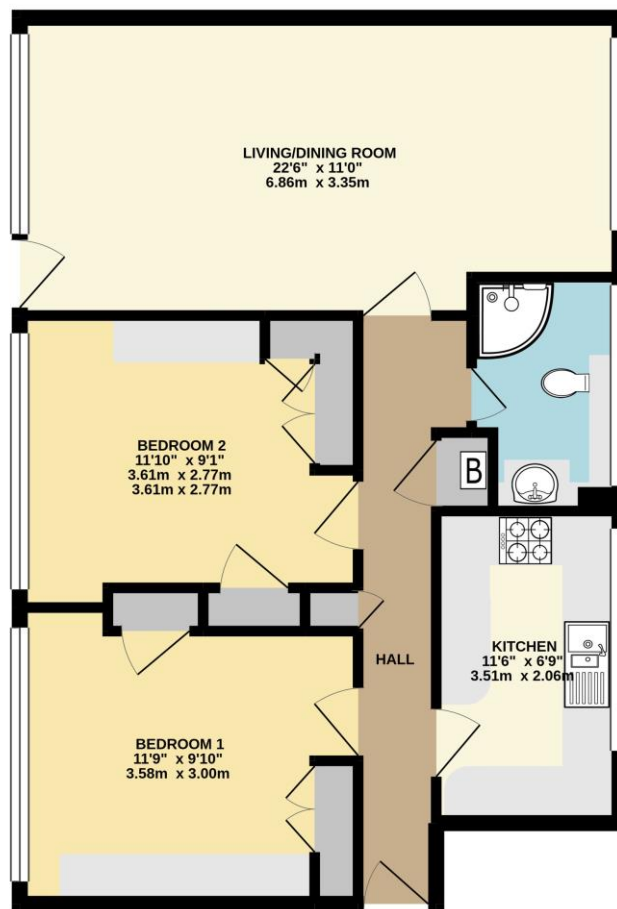 LIVING/DINING ROOM
22'6" x 11'0"
6.86m x 3.35m
BEDROOM 2
11'10" x 9'1"
3.61m x 2.77m
3.61m x 2.77m
B
KITCHEN
11'6" x 6'9"
3.51m x 2.06m
HALL
BEDROOM 1
11'9" x 9'10"
3.58m x 3.00m